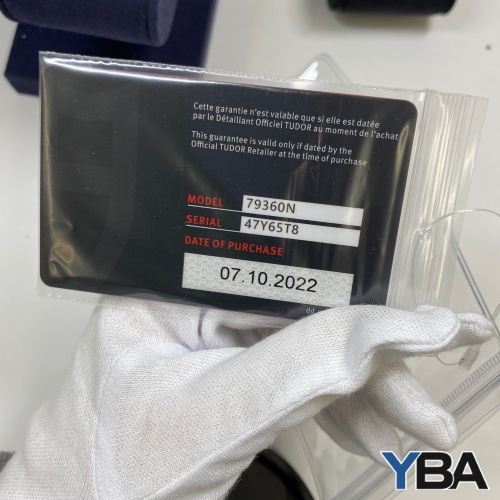 Cette garantie n'est valable que si elle est datée
par le Détaillant Officiel TUDOR au moment de l'achat
This guarantee is valid only if dated by the
Official TUDOR Retailer at the time of purchase
MODEL 79360N
SERIAL 47Y65T8
DATE OF PURCHASE
07.10.2022
YBA